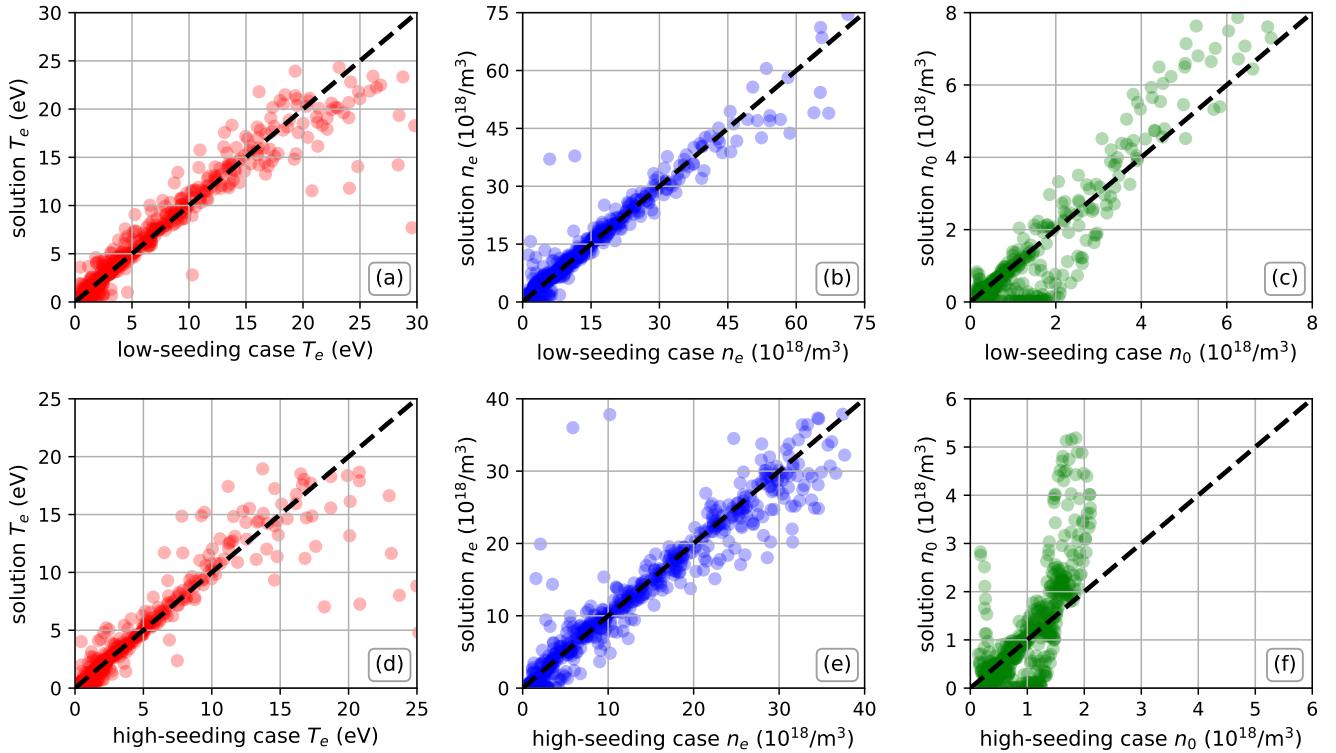 solution $T_e$ (eV)
30
25
20
15
10
5
0
(a)
0 5 10 15 20 25 30
low-seeding case $T_e$ (eV)
solution $n_e$ ($10^{18}$/m$^3$)
75
60
45
30
15
0
(b)
0 15 30 45 60 75
low-seeding case $n_e$ ($10^{18}$/m$^3$)
solution $n_0$ ($10^{18}$/m$^3$)
8
6
4
2
0
(c)
0 2 4 6 8
low-seeding case $n_0$ ($10^{18}$/m$^3$)
solution $T_e$ (eV)
25
20
15
10
5
0
(d)
0 5 10 15 20 25
high-seeding case $T_e$ (eV)
solution $n_e$ ($10^{18}$/m$^3$)
40
30
20
10
0
(e)
0 10 20 30 40
high-seeding case $n_e$ ($10^{18}$/m$^3$)
solution $n_0$ ($10^{18}$/m$^3$)
6
5
4
3
2
1
0
(f)
0 1 2 3 4 5 6
high-seeding case $n_0$ ($10^{18}$/m$^3$)